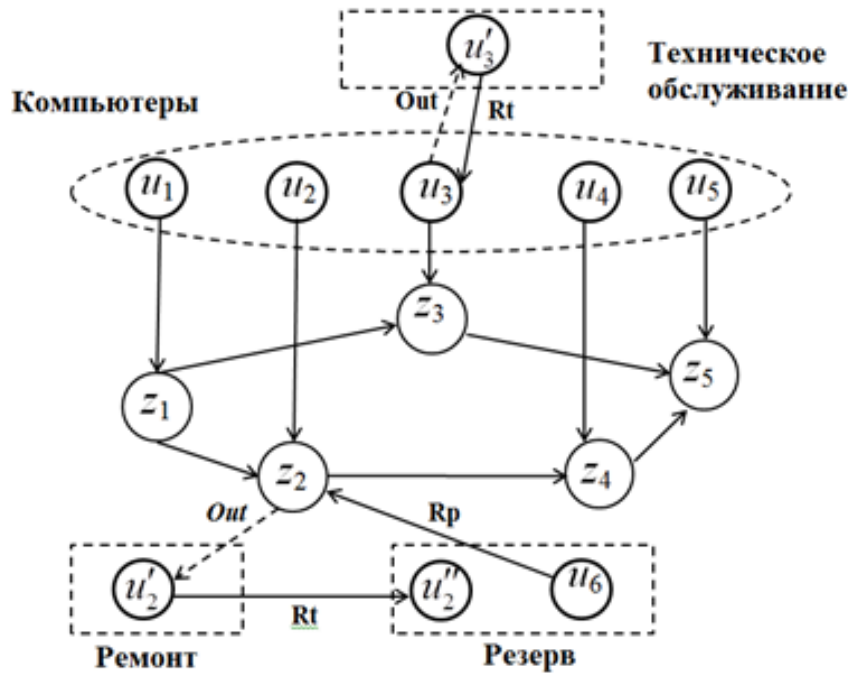 u'₃
Техническое
обслуживание
Компьютеры
Out
Rt
u₁
u₂
u₃
u₄
u₅
z₃
z₅
z₁
z₂
z₄
Out
Rp
u'₂
u''₂
u₆
Rt
Ремонт
Резерв